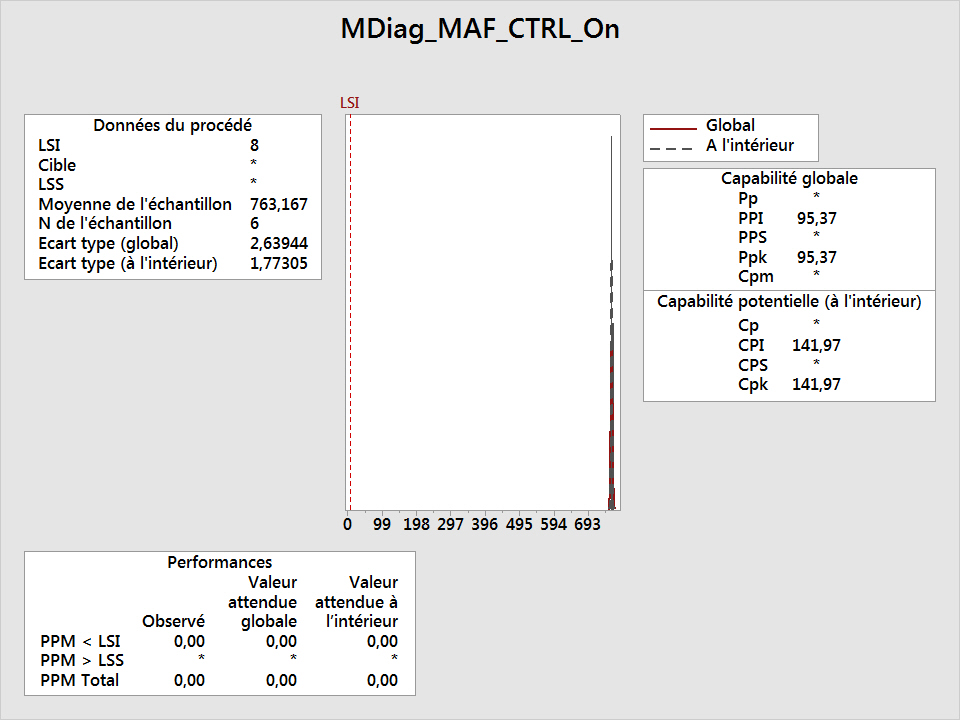 MDiag_MAF_CTRL_On
LSI
Données du procédé
LSI 8
Cible *
LSS *
Moyenne de l'échantillon 763,167
N de l'échantillon 6
Ecart type (global) 2,63944
Ecart type (à l'intérieur) 1,77305
Global
A l'intérieur
Capabilité globale
Pp *
PPI 95,37
PPS *
Ppk 95,37
Cpm *
Capabilité potentielle (à l'intérieur)
Cp *
CPI 141,97
CPS *
Cpk 141,97
0 99 198 297 396 495 594 693
Performances
Valeur Valeur
attendue attendue à
Observé globale l'intérieur
PPM < LSI 0,00 0,00 0,00
PPM > LSS * * *
PPM Total 0,00 0,00 0,00